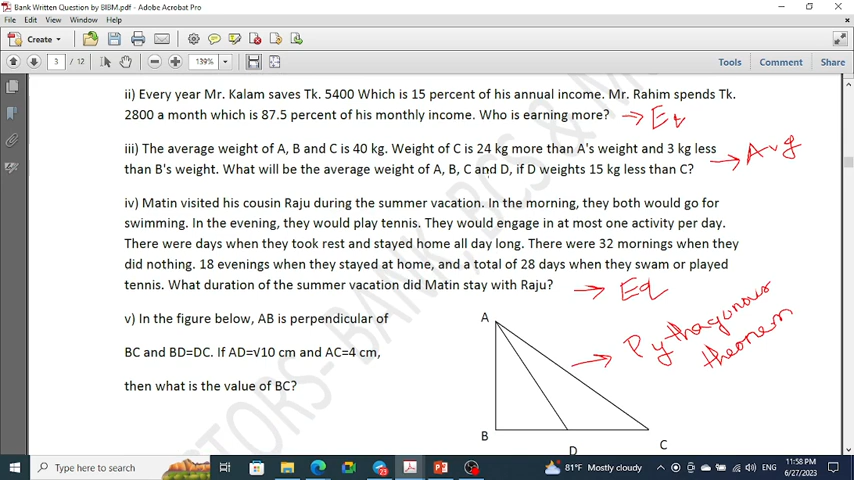 Bank Written Question by BIBM.pdf - Adobe Acrobat Pro
File Edit View Window Help
Create
3 / 12 139% Tools Comment Share
ii) Every year Mr. Kalam saves Tk. 5400 Which is 15 percent of his annual income. Mr. Rahim spends Tk.
2800 a month which is 87.5 percent of his monthly income. Who is earning more? → Eq
iii) The average weight of A, B and C is 40 kg. Weight of C is 24 kg more than A's weight and 3 kg less
than B's weight. What will be the average weight of A, B, C and D, if D weights 15 kg less than C? → Avg
iv) Matin visited his cousin Raju during the summer vacation. In the morning, they both would go for
swimming. In the evening, they would play tennis. They would engage in at most one activity per day.
There were days when they took rest and stayed home all day long. There were 32 mornings when they
did nothing. 18 evenings when they stayed at home, and a total of 28 days when they swam or played
tennis. What duration of the summer vacation did Matin stay with Raju? → Eq
v) In the figure below, AB is perpendicular of
BC and BD=DC. If AD=√10 cm and AC=4 cm,
then what is the value of BC?
A
B
D
C
→ Pythagorous
theorem
Type here to search
23
81°F Mostly cloudy
ENG
11:58 PM
6/27/2023